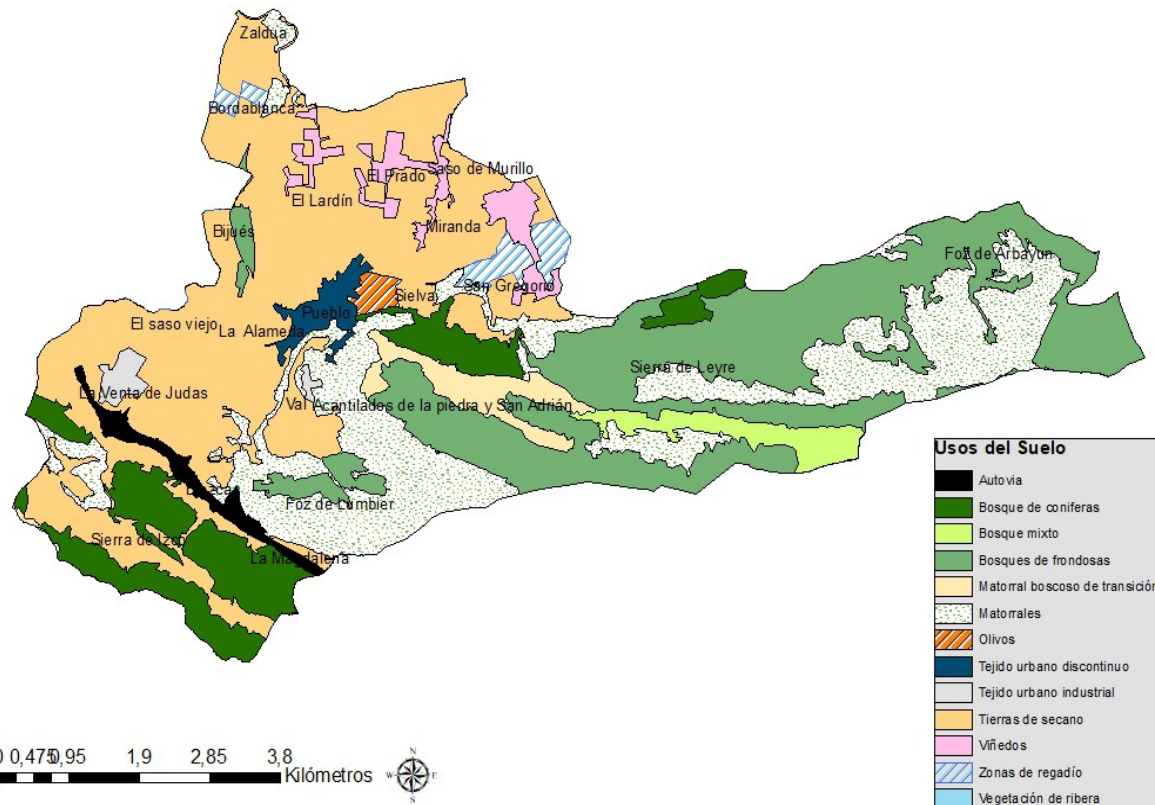 Zaldua
Bordablanca
Saso de Murillo
El Prado
El Lardín
Miranda
Bijués
San Gregorio
Foz de Arbayun
Sielva
Pueblo
El saso viejo
La Alameda
Sierra de Leyre
La Venta de Judas
Val
Acantilados de la piedra y San Adrián
Foz de Lumbier
Sierra de Izco
La Magdalena
Usos del Suelo
Autovia
Bosque de coniferas
Bosque mixto
Bosques de frondosas
Matorral boscoso de transición
Matorrales
Olivos
Tejido urbano discontinuo
Tejido urbano industrial
Tierras de secano
Viñedos
Zonas de regadío
Vegetación de ribera
0 0,475 0,95 1,9 2,85 3,8
Kilómetros
N
W E
S